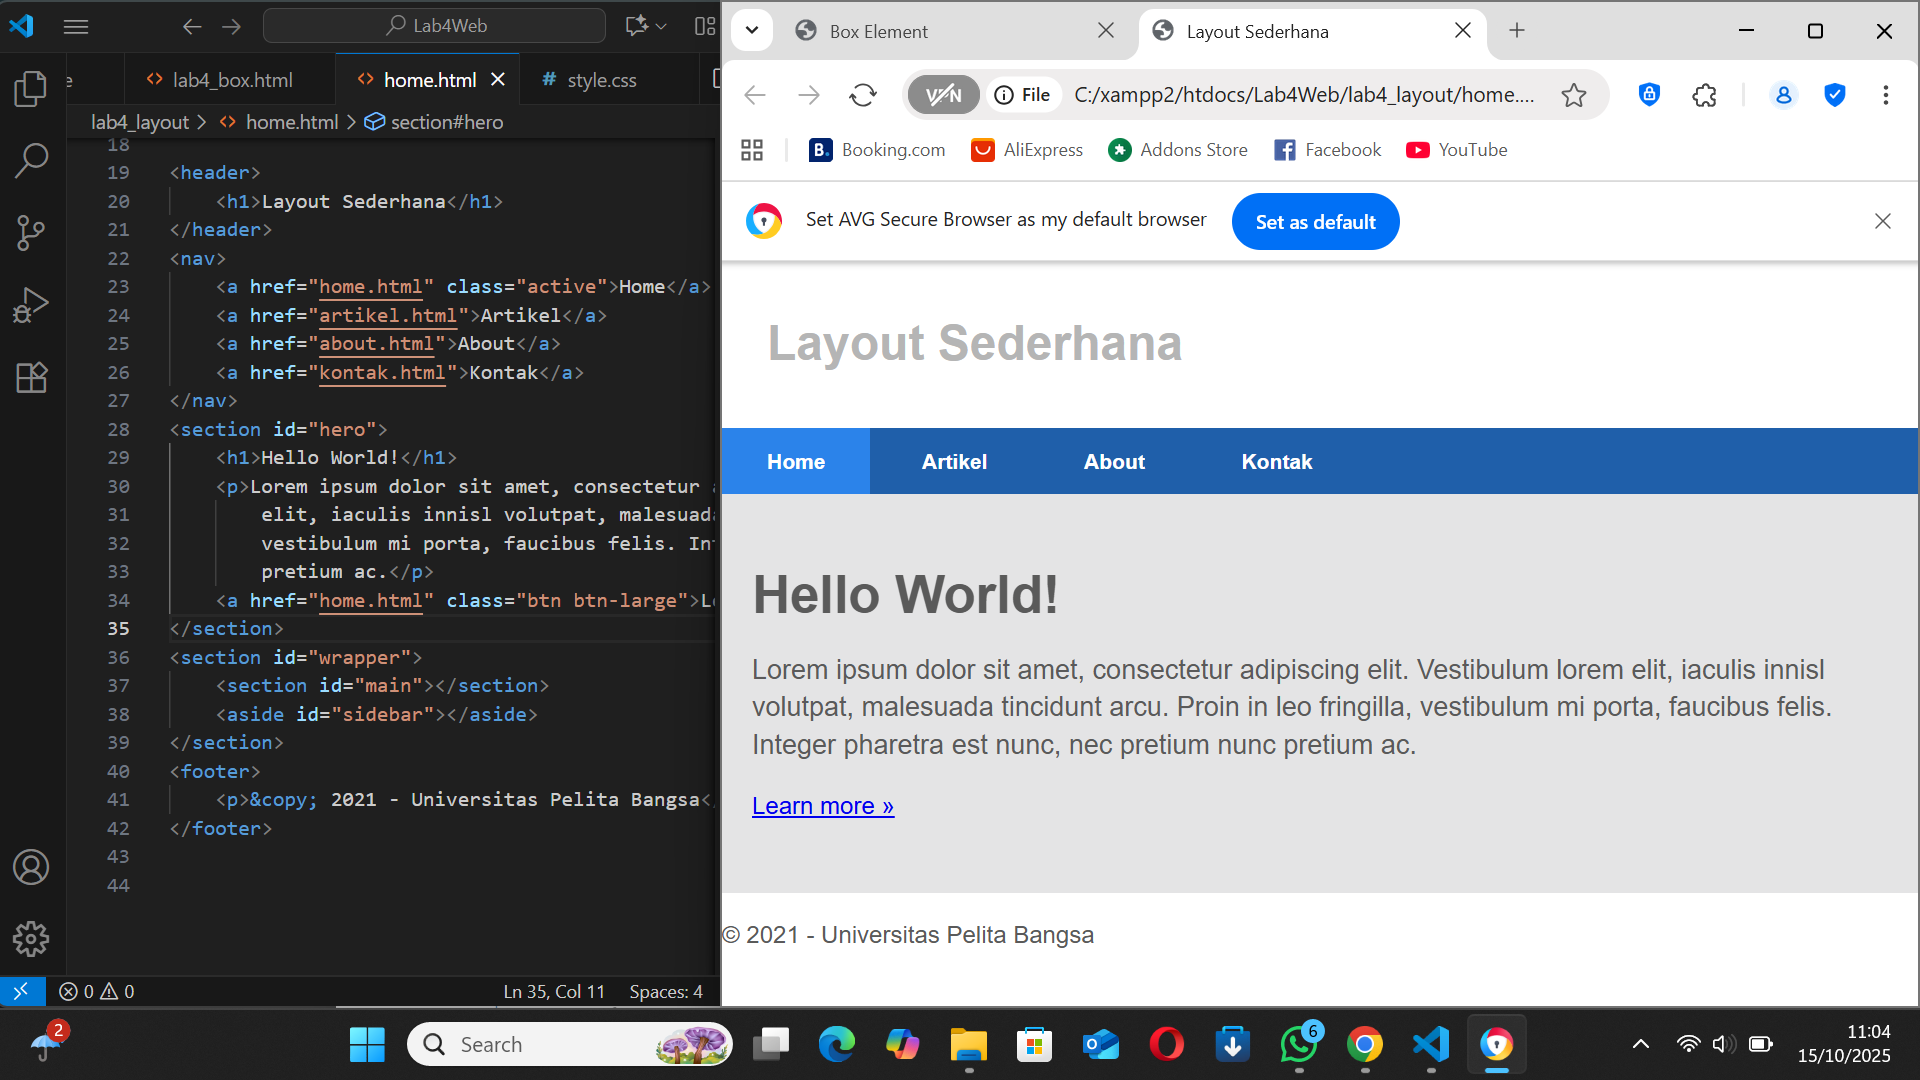 Lab4Web
e
lab4_box.html
home.html
# style.css
lab4_layout > home.html > section#hero
18
19 <header>
20 <h1>Layout Sederhana</h1>
21 </header>
22 <nav>
23 <a href="home.html" class="active">Home</a>
24 <a href="artikel.html">Artikel</a>
25 <a href="about.html">About</a>
26 <a href="kontak.html">Kontak</a>
27 </nav>
28 <section id="hero">
29 <h1>Hello World!</h1>
30 <p>Lorem ipsum dolor sit amet, consectetur
31 elit, iaculis innisl volutpat, malesuada
32 vestibulum mi porta, faucibus felis. In
33 pretium ac.</p>
34 <a href="home.html" class="btn btn-large">L
35 </section>
36 <section id="wrapper">
37 <section id="main"></section>
38 <aside id="sidebar"></aside>
39 </section>
40 <footer>
41 <p>&copy; 2021 - Universitas Pelita Bangsa<
42 </footer>
43
44
0 0
Ln 35, Col 11 Spaces: 4
Box Element
Layout Sederhana
VPN
File
C:/xampp2/htdocs/Lab4Web/lab4_layout/home....
B. Booking.com
AliExpress
Addons Store
Facebook
YouTube
Set AVG Secure Browser as my default browser
Set as default
Layout Sederhana
Home Artikel About Kontak
Hello World!
Lorem ipsum dolor sit amet, consectetur adipiscing elit. Vestibulum lorem elit, iaculis innisl
volutpat, malesuada tincidunt arcu. Proin in leo fringilla, vestibulum mi porta, faucibus felis.
Integer pharetra est nunc, nec pretium nunc pretium ac.
Learn more »
© 2021 - Universitas Pelita Bangsa
2
Search
6
11:04
15/10/2025